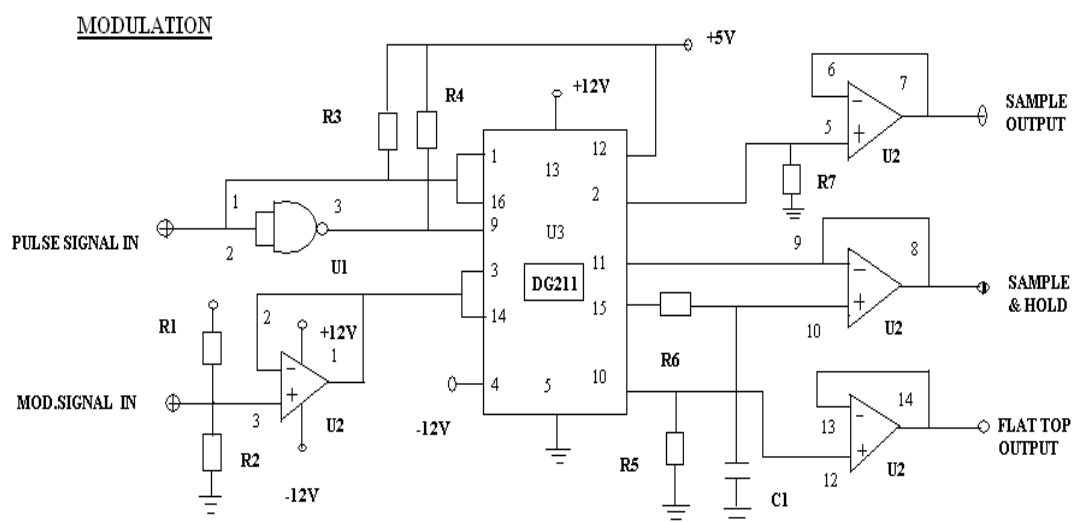 MODULATION
+5V
+12V
R3
R4
6
7
5
SAMPLE
OUTPUT
U2
R7
1
13
12
16
2
9
U3
1
3
2
PULSE SIGNAL IN
U1
3
11
DG211
14
15
9
8
10
SAMPLE
& HOLD
U2
R6
R1
2
+12V
1
MOD.SIGNAL IN
3
U2
4
5
10
-12V
R2
-12V
14
13
12
FLAT TOP
OUTPUT
U2
R5
C1